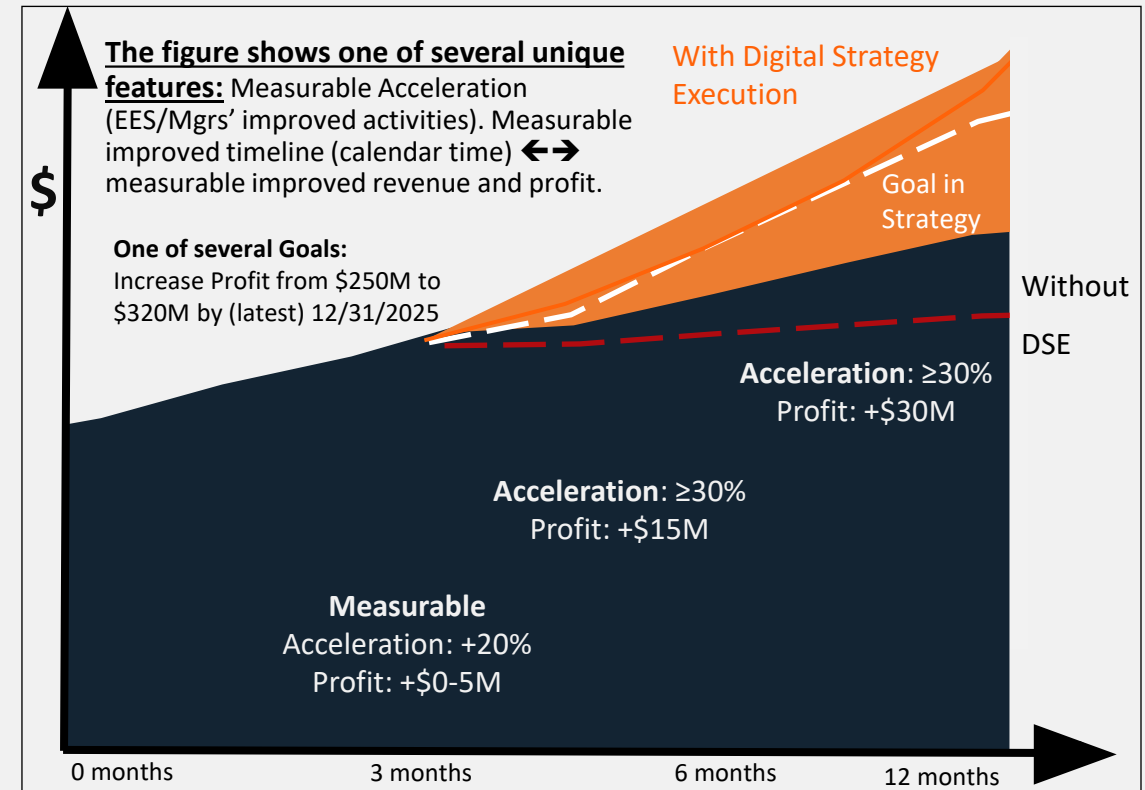 The figure shows one of several unique
features: Measurable Acceleration
(EES/Mgrs’ improved activities). Measurable
improved timeline (calendar time) 🡸🡺
measurable improved revenue and profit.
With Digital Strategy
Execution
$
Goal in
Strategy
One of several Goals:
Increase Profit from $250M to
$320M by (latest) 12/31/2025
Without
DSE
Acceleration: ≥30%
Profit: +$30M
Acceleration: ≥30%
Profit: +$15M
Measurable
Acceleration: +20%
Profit: +$0-5M
0 months
3 months
6 months
12 months